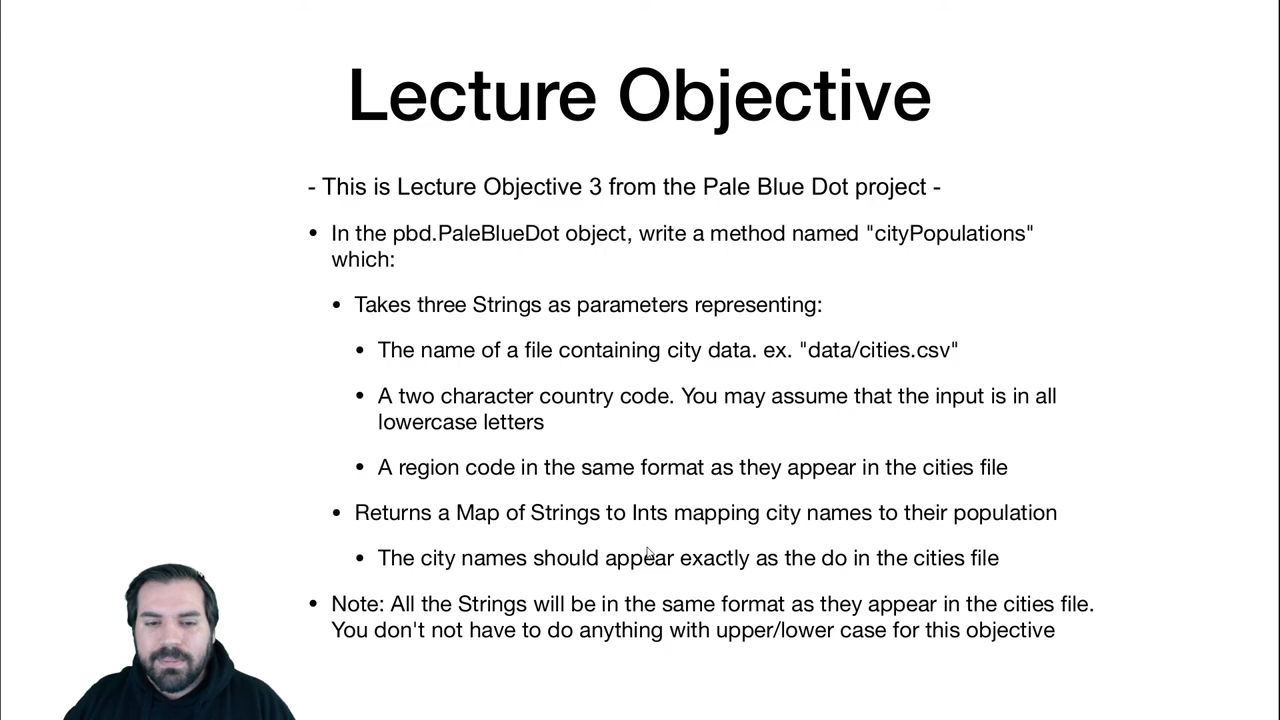 Lecture Objective
- This is Lecture Objective 3 from the Pale Blue Dot project -
• In the pbd.PaleBlueDot object, write a method named "cityPopulations"
which:
• Takes three Strings as parameters representing:
• The name of a file containing city data. ex. "data/cities.csv"
• A two character country code. You may assume that the input is in all
lowercase letters
• A region code in the same format as they appear in the cities file
• Returns a Map of Strings to Ints mapping city names to their population
• The city names should appear exactly as the do in the cities file
• Note: All the Strings will be in the same format as they appear in the cities file.
You don't not have to do anything with upper/lower case for this objective